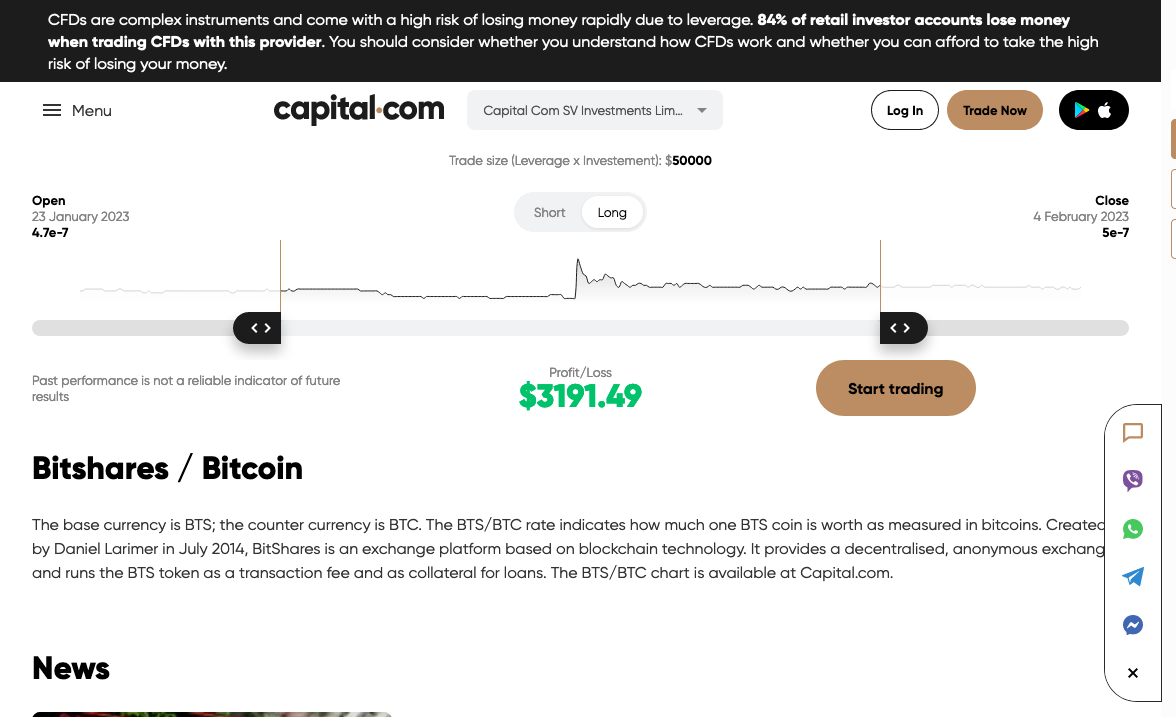 CFDs are complex instruments and come with a high risk of losing money rapidly due to leverage. 84% of retail investor accounts lose money
when trading CFDs with this provider. You should consider whether you understand how CFDs work and whether you can afford to take the high
risk of losing your money.
Menu
capital.com
Capital Com SV Investments Lim...
Log In
Trade Now
Trade size (Leverage x Investement): $50000
Open
23 January 2023
4.7e-7
Short
Long
Close
4 February 2023
5e-7
Past performance is not a reliable indicator of future
results
Profit/Loss
$3191.49
Start trading
Bitshares / Bitcoin
The base currency is BTS; the counter currency is BTC. The BTS/BTC rate indicates how much one BTS coin is worth as measured in bitcoins. Created
by Daniel Larimer in July 2014, BitShares is an exchange platform based on blockchain technology. It provides a decentralised, anonymous exchang
and runs the BTS token as a transaction fee and as collateral for loans. The BTS/BTC chart is available at Capital.com.
News